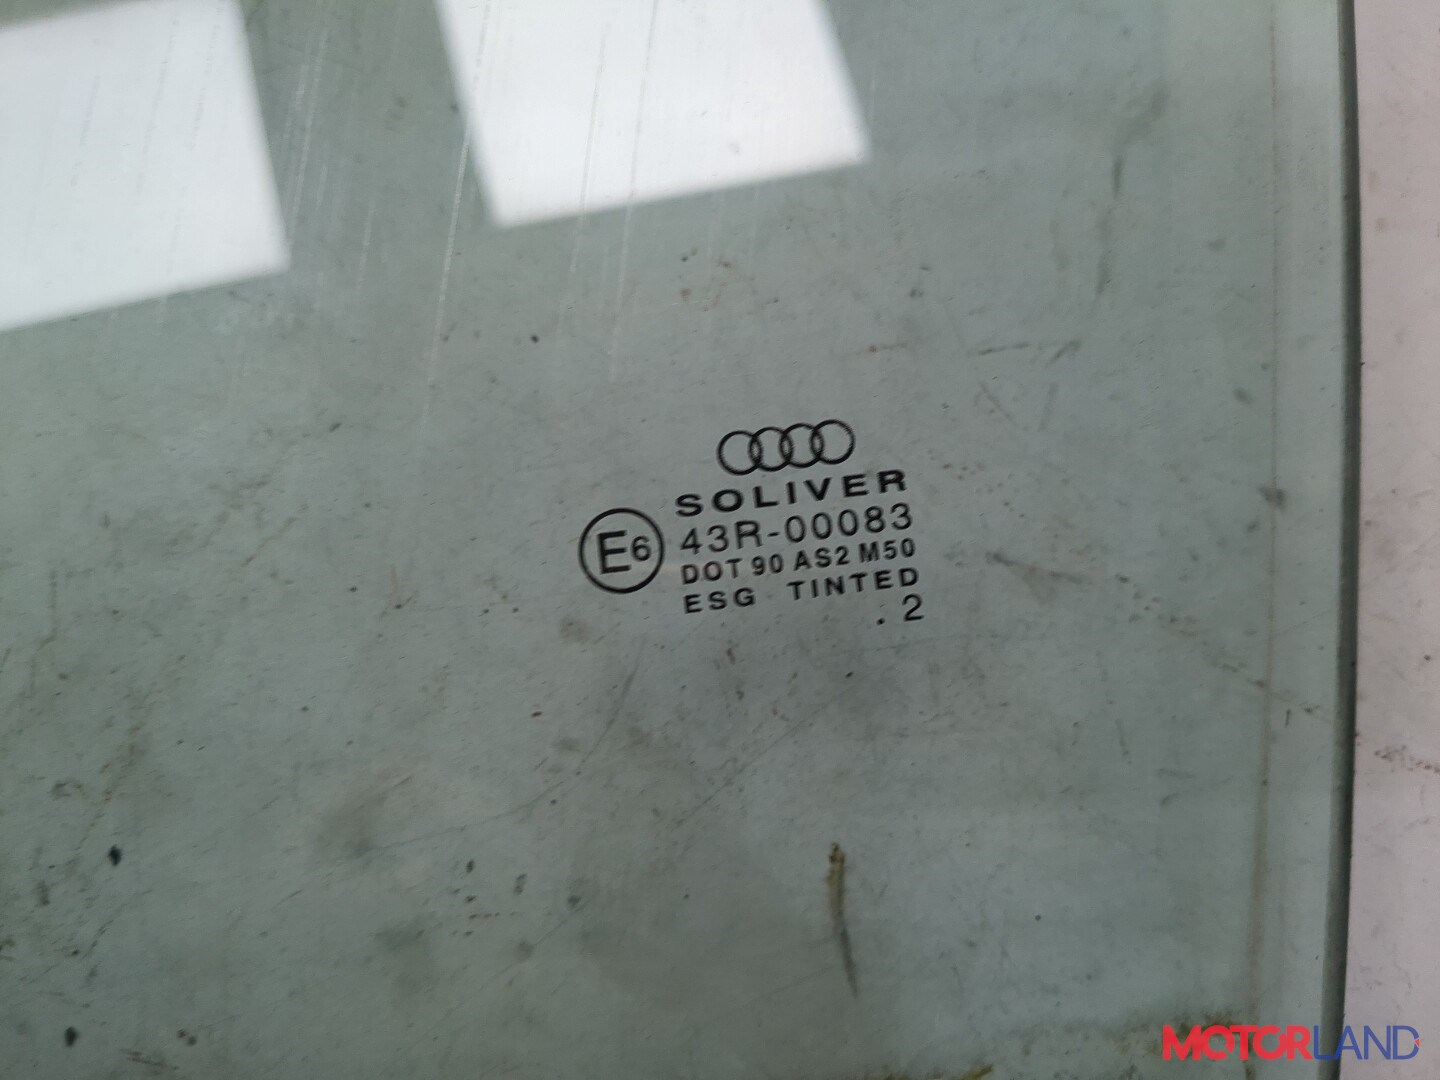 SOLIVER
E6 43R-00083
DOT 90 AS2 M50
ESG TINTED
. 2
MOTORLAND